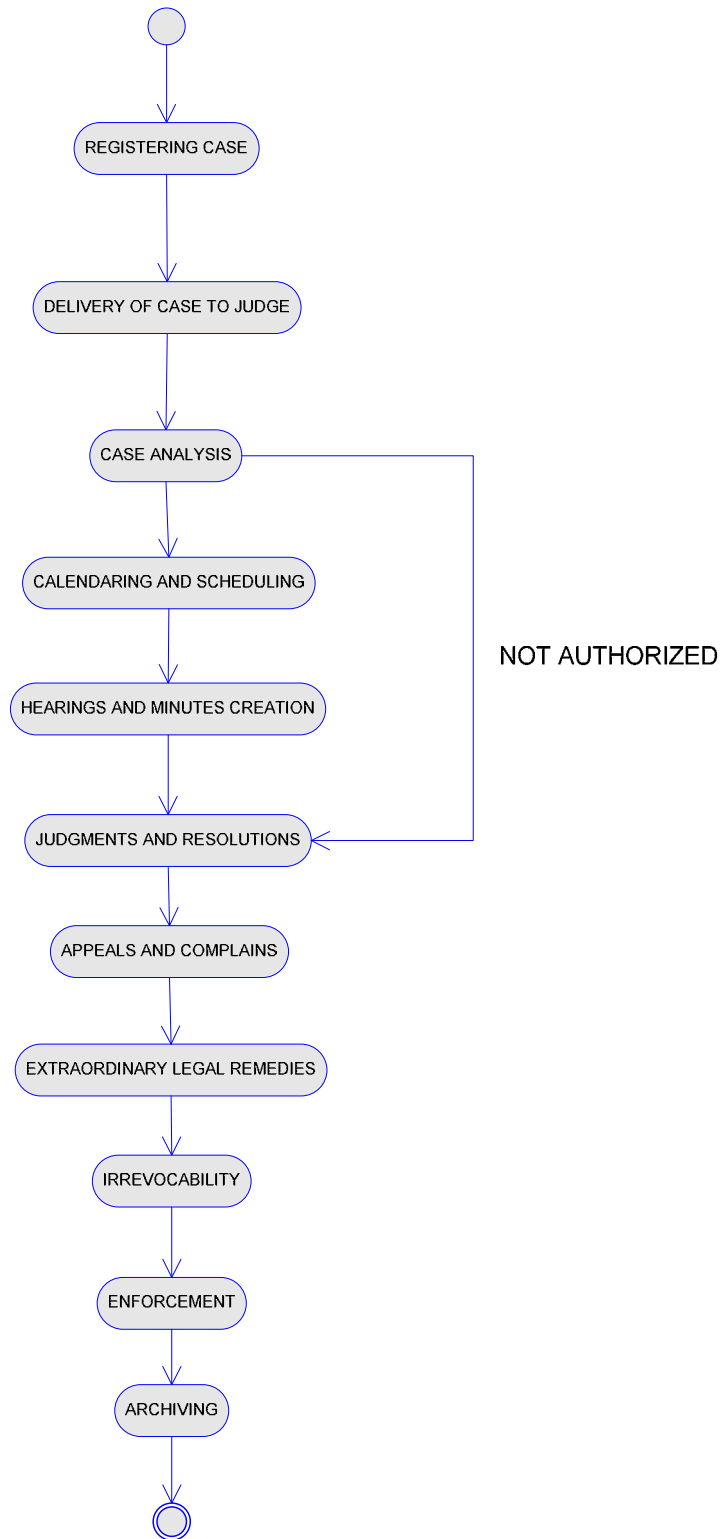 REGISTERING CASE
DELIVERY OF CASE TO JUDGE
CASE ANALYSIS
CALENDARING AND SCHEDULING
NOT AUTHORIZED
HEARINGS AND MINUTES CREATION
JUDGMENTS AND RESOLUTIONS
APPEALS AND COMPLAINS
EXTRAORDINARY LEGAL REMEDIES
IRREVOCABILITY
ENFORCEMENT
ARCHIVING